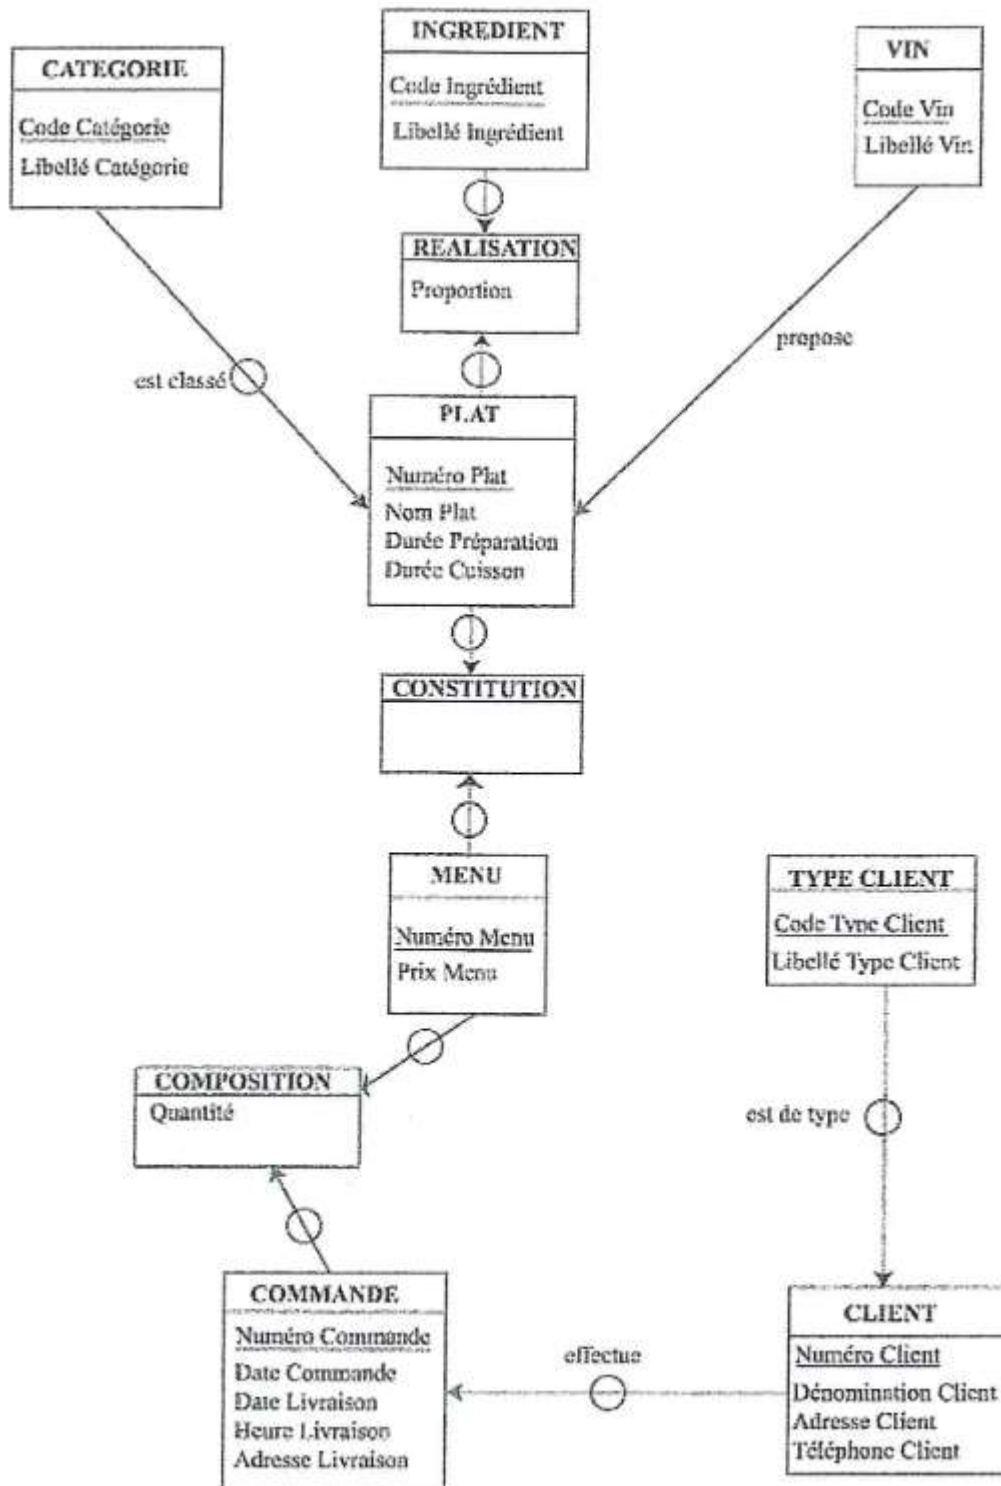 CATEGORIE
Code Catégorie
Libellé Catégorie
INGREDIENT
Code Ingrédient
Libellé Ingrédient
VIN
Code Vin
Libellé Vin
REALISATION
Proportion
est classé
propose
PLAT
Numéro Plat
Nom Plat
Durée Préparation
Durée Cuisson
CONSTITUTION
MENU
Numéro Menu
Prix Menu
TYPE CLIENT
Code Type Client
Libellé Type Client
COMPOSITION
Quantité
est de type
COMMANDE
Numéro Commande
Date Commande
Date Livraison
Heure Livraison
Adresse Livraison
effectue
CLIENT
Numéro Client
Dénomination Client
Adresse Client
Téléphone Client